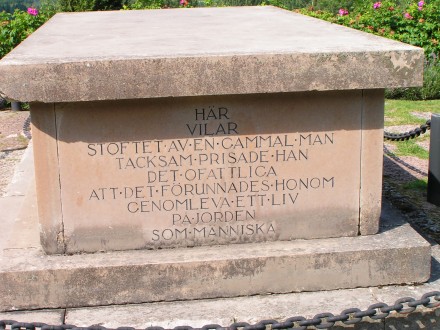 HÄR
VILAR
STOFTET·AV·EN·GAMMAL·MAN
TACKSAM·PRISADE·HAN
DET·OFATTLIGA
ATT·DET·FÖRUNNADES·HONOM
GENOMLEVA·ETT·LIV
PÅ·JORDEN
SOM·MÄNNISKA